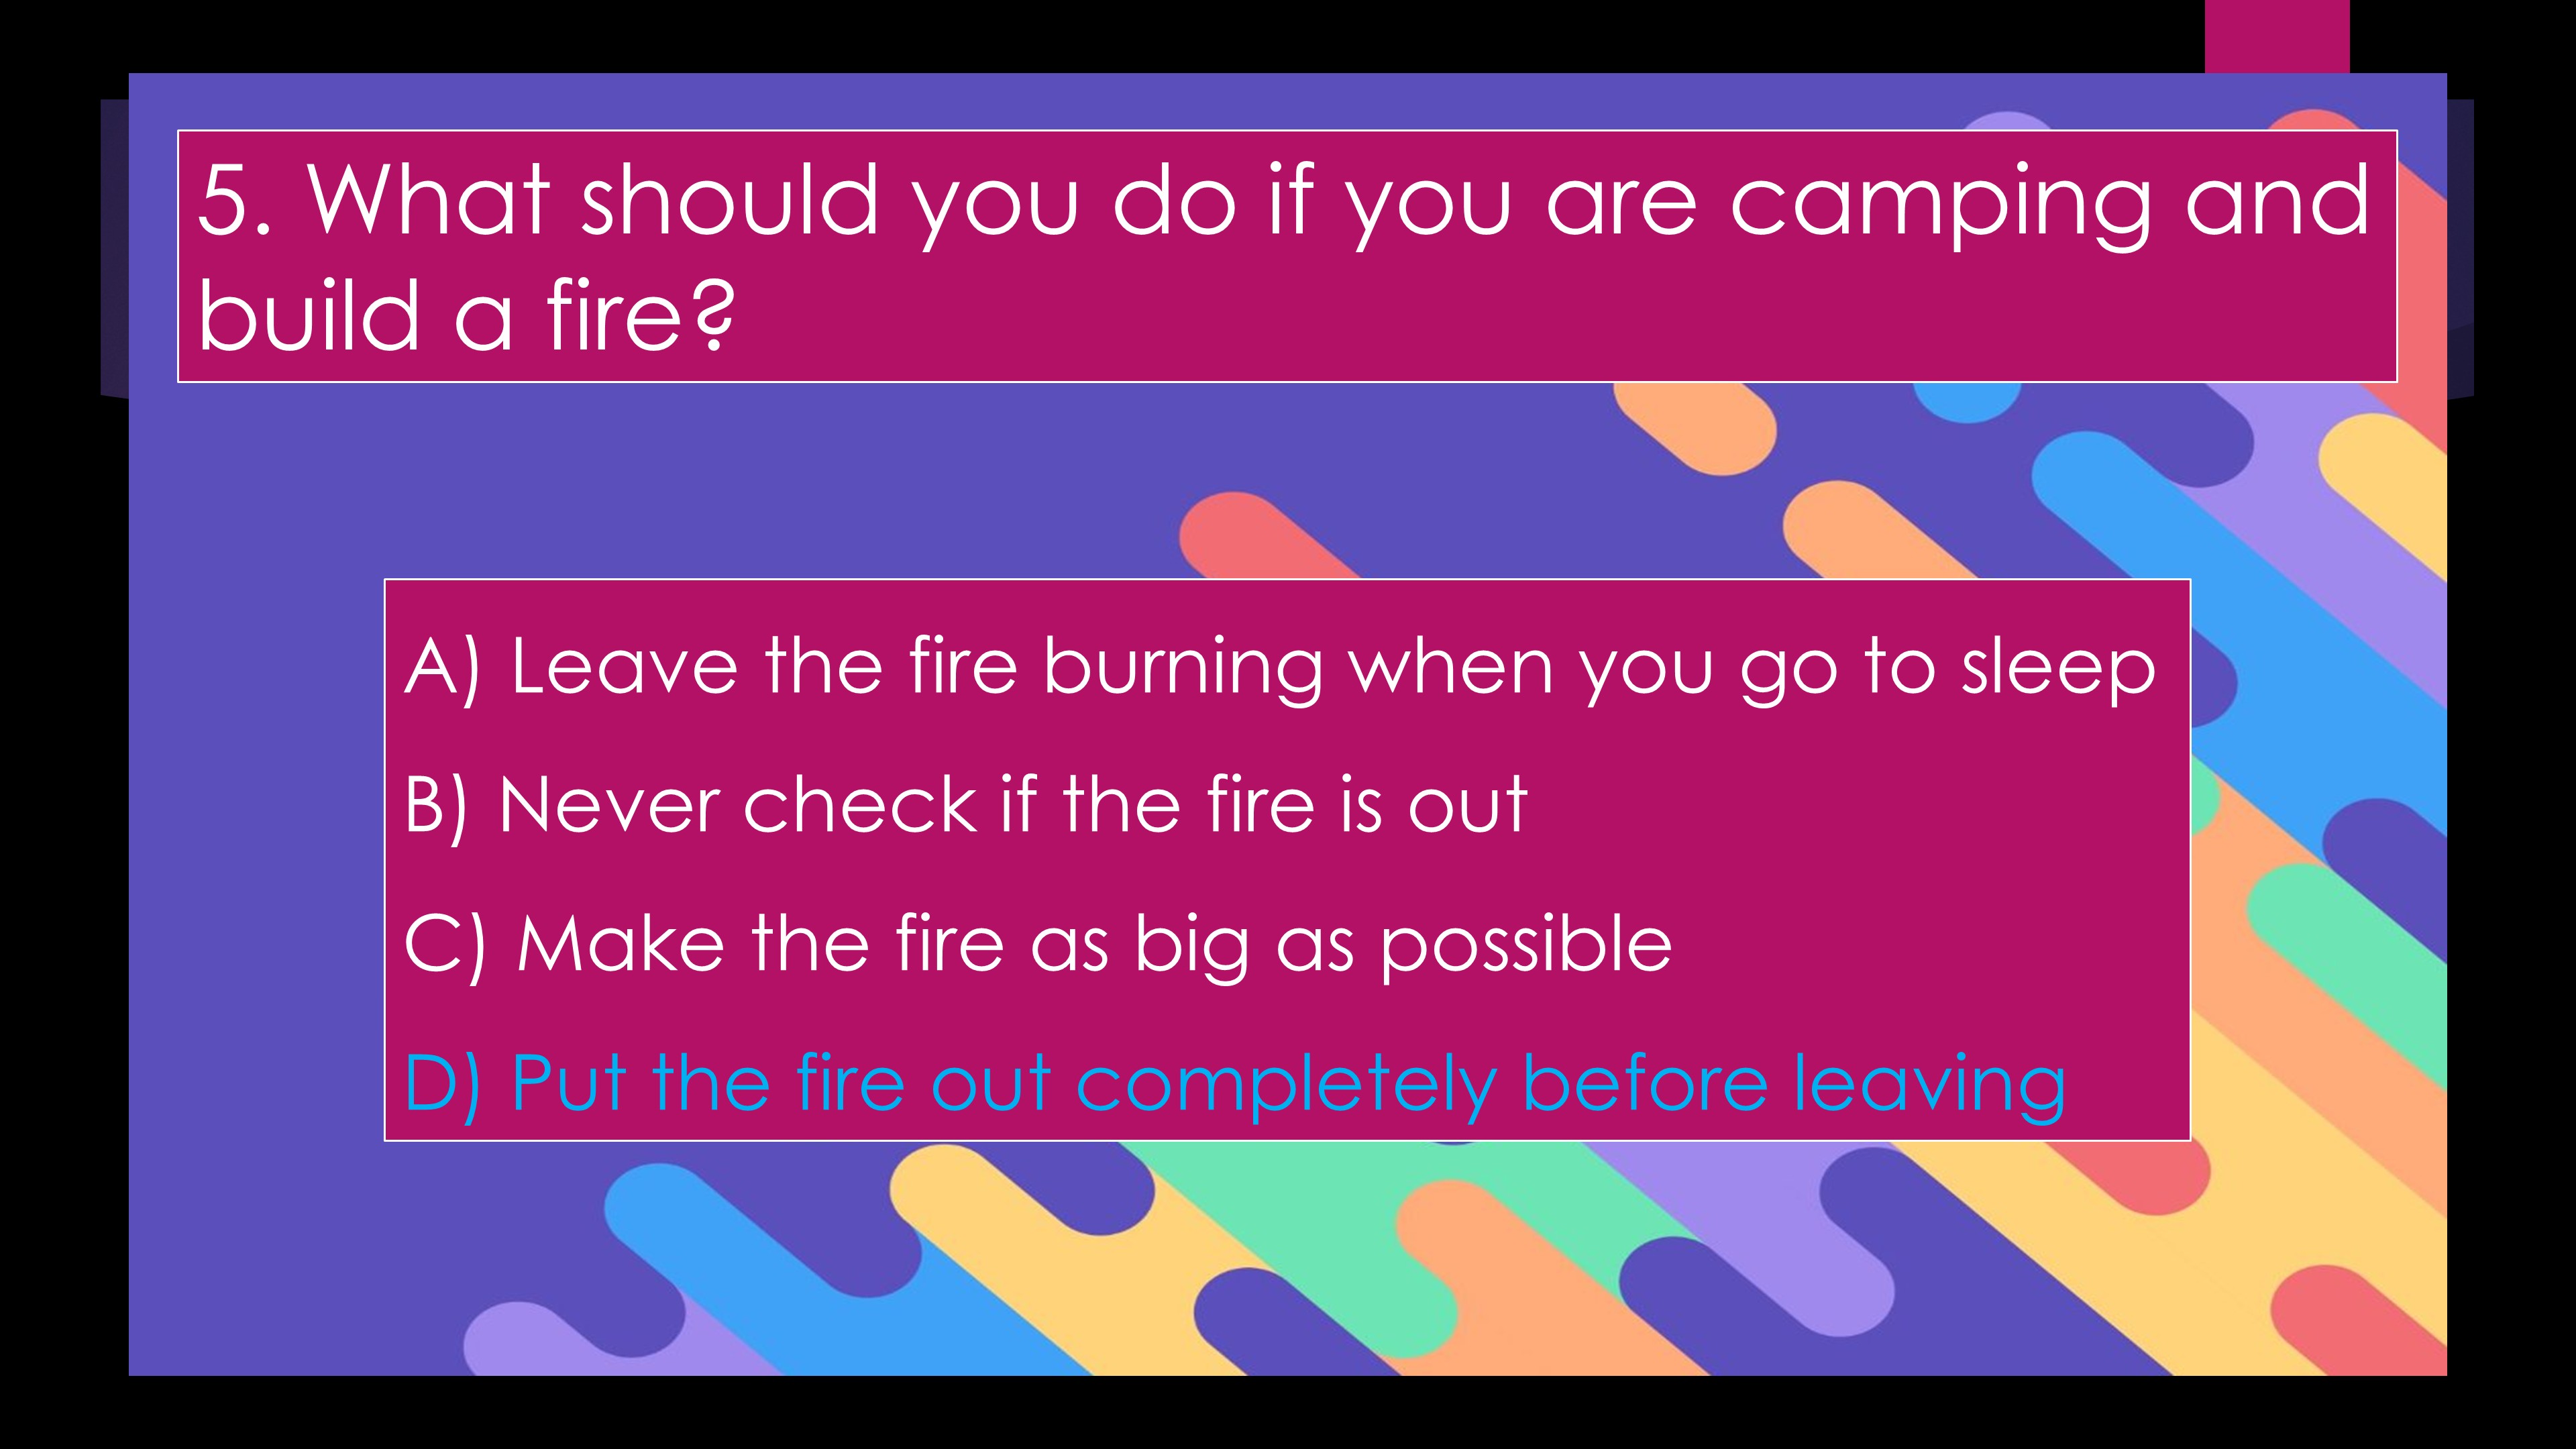 5. What should you do if you are camping and
build a fire?
A) Leave the fire burning when you go to sleep
B) Never check if the fire is out
C) Make the fire as big as possible
D) Put the fire out completely before leaving